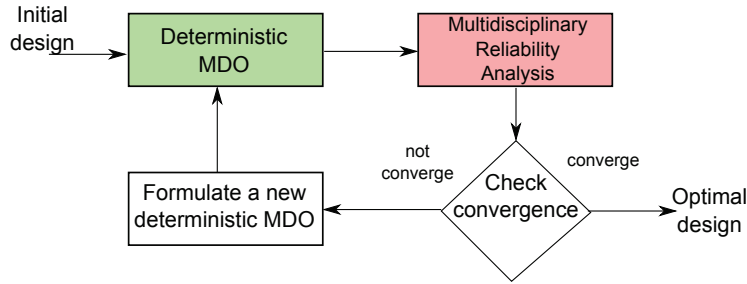 Initial
design
Deterministic
MDO
Multidisciplinary
Reliability
Analysis
not
converge
converge
Check
convergence
Formulate a new
deterministic MDO
Optimal
design